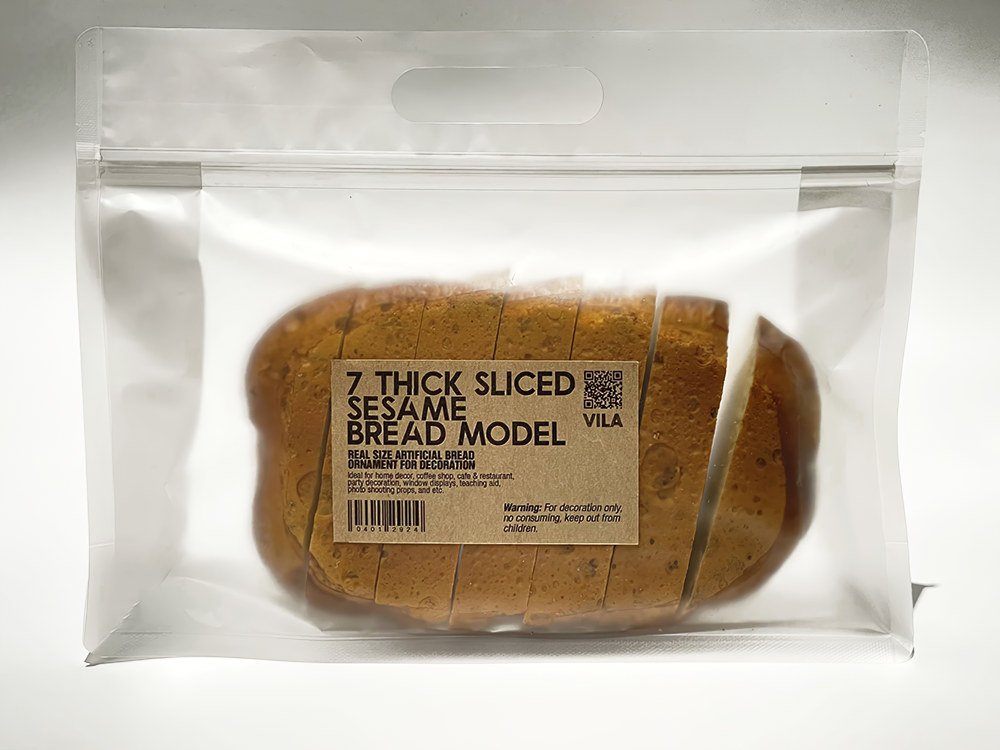 7 THICK SLICED
SESAME
BREAD MODEL
VILA
REAL SIZE ARTIFICIAL BREAD
ORNAMENT FOR DECORATION
Ideal for home decor, coffee shop, cafe & restaurant,
party decoration, window displays, teaching aid,
photo shooting props, and etc.
Warning: For decoration only,
no consuming, keep out from
children.
04012924